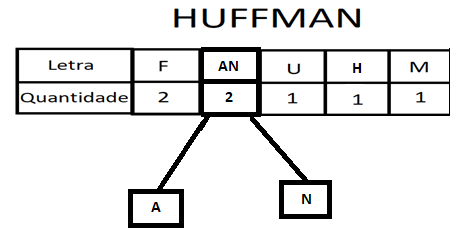 HUFFMAN
Letra F AN U H M
Quantidade 2 2 1 1 1
A N